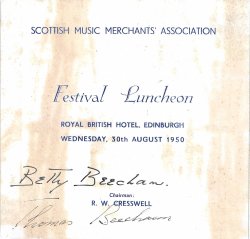 SCOTTISH MUSIC MERCHANTS' ASSOCIATION
Festival Luncheon
ROYAL BRITISH HOTEL, EDINBURGH
WEDNESDAY, 30th AUGUST 1950
Betty Beecham.
Chairman:
R. W. CRESSWELL
Thomas Beecham